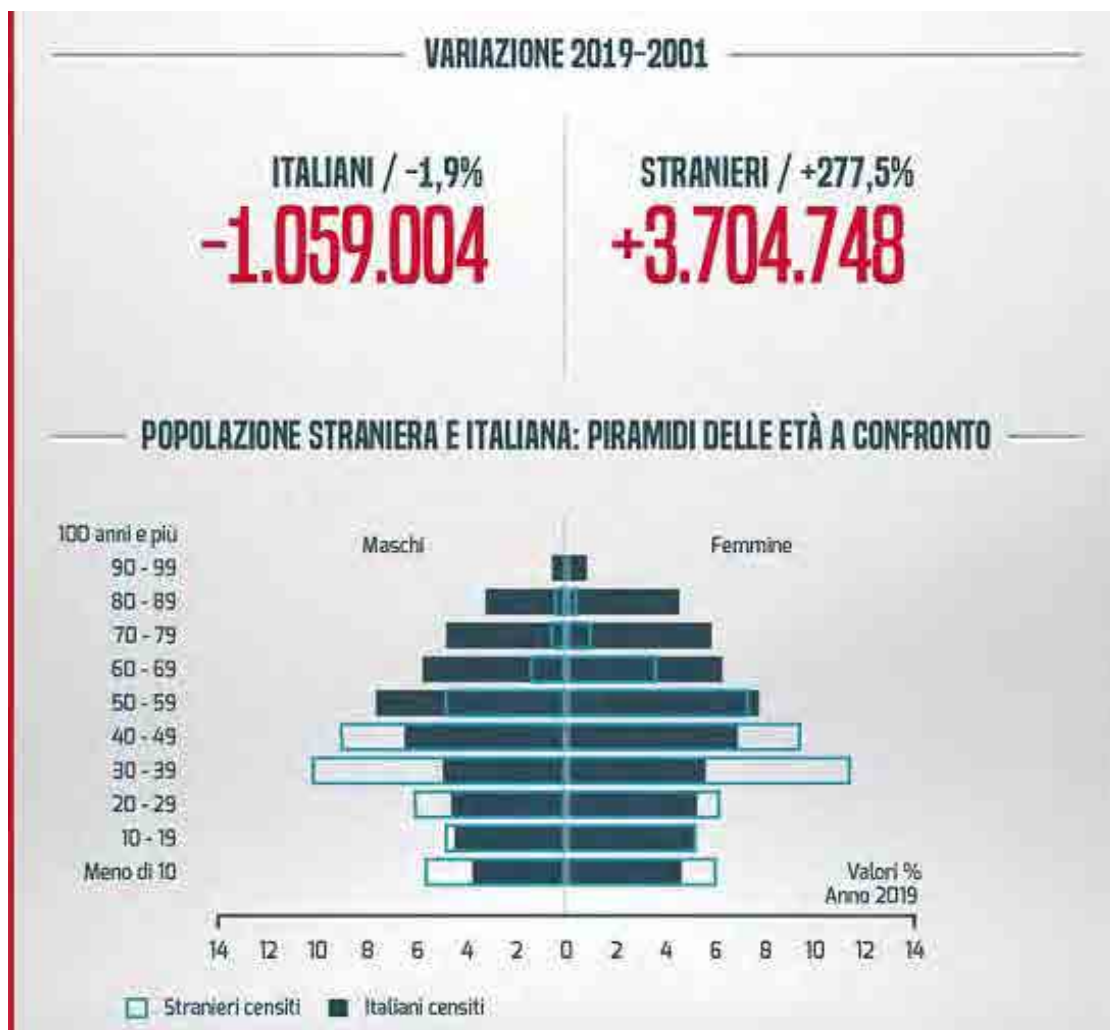 VARIAZIONE 2019-2001
ITALIANI / -1,9%
-1.059.004
STRANIERI / +277,5%
+3.704.748
POPOLAZIONE STRANIERA E ITALIANA: PIRAMIDI DELLE ETÀ A CONFRONTO
100 anni e più
Maschi
Femmine
90 - 99
80 - 89
70 - 79
60 - 69
50 - 59
40 - 49
30 - 39
20 - 29
10 - 19
Meno di 10
Valori %
Anno 2019
14 12 10 8 6 4 2 0 2 4 6 8 10 12 14
Stranieri censiti Italiani censiti